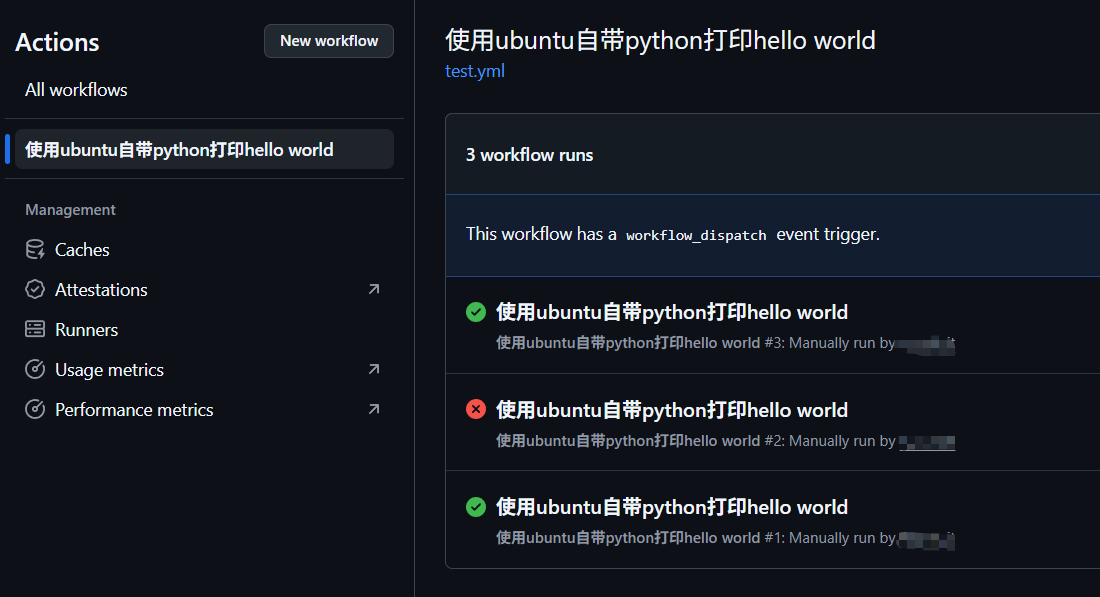 Actions
New workflow
All workflows
使用ubuntu自带python打印hello world
Management
Caches
Attestations
Runners
Usage metrics
Performance metrics
使用ubuntu自带python打印hello world
test.yml
3 workflow runs
This workflow has a workflow_dispatch event trigger.
使用ubuntu自带python打印hello world
使用ubuntu自带python打印hello world #3: Manually run by
使用ubuntu自带python打印hello world
使用ubuntu自带python打印hello world #2: Manually run by
使用ubuntu自带python打印hello world
使用ubuntu自带python打印hello world #1: Manually run by